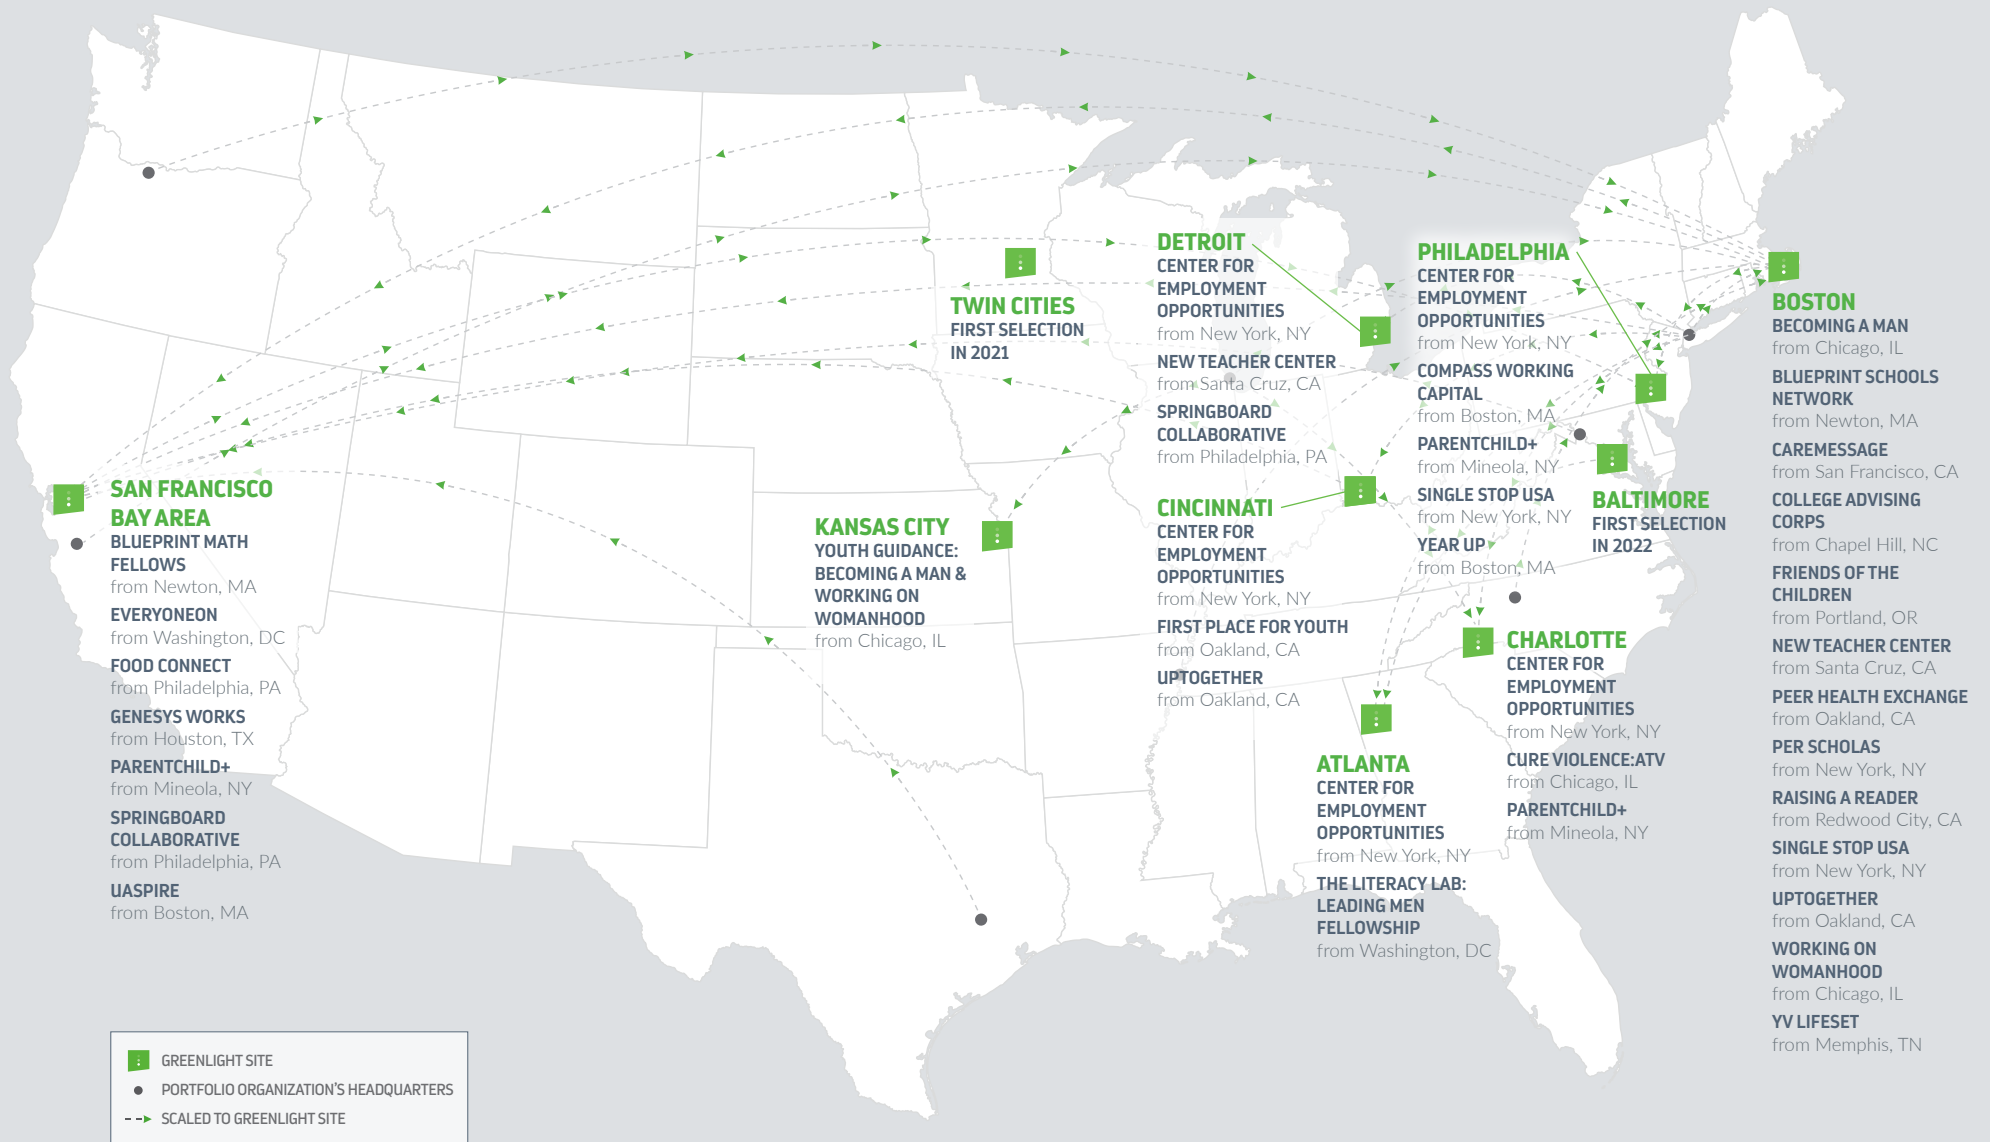 SAN FRANCISCO
BAY AREA
BLUEPRINT MATH
FELLOWS
from Newton, MA
EVERYONEON
from Washington, DC
FOOD CONNECT
from Philadelphia, PA
GENESYS WORKS
from Houston, TX
PARENTCHILD+
from Mineola, NY
SPRINGBOARD
COLLABORATIVE
from Philadelphia, PA
UASPIRE
from Boston, MA
TWIN CITIES
FIRST SELECTION
IN 2021
KANSAS CITY
YOUTH GUIDANCE:
BECOMING A MAN &
WORKING ON
WOMANHOOD
from Chicago, IL
DETROIT
CENTER FOR
EMPLOYMENT
OPPORTUNITIES
from New York, NY
NEW TEACHER CENTER
from Santa Cruz, CA
SPRINGBOARD
COLLABORATIVE
from Philadelphia, PA
CINCINNATI
CENTER FOR
EMPLOYMENT
OPPORTUNITIES
from New York, NY
FIRST PLACE FOR YOUTH
from Oakland, CA
UPTOGETHER
from Oakland, CA
PHILADELPHIA
CENTER FOR
EMPLOYMENT
OPPORTUNITIES
from New York, NY
COMPASS WORKING
CAPITAL
from Boston, MA
PARENTCHILD+
from Mineola, NY
SINGLE STOP USA
from New York, NY
YEAR UP
from Boston, MA
BALTIMORE
FIRST SELECTION
IN 2022
ATLANTA
CENTER FOR
EMPLOYMENT
OPPORTUNITIES
from New York, NY
THE LITERACY LAB:
LEADING MEN
FELLOWSHIP
from Washington, DC
CHARLOTTE
CENTER FOR
EMPLOYMENT
OPPORTUNITIES
from New York, NY
CURE VIOLENCE:ATV
from Chicago, IL
PARENTCHILD+
from Mineola, NY
BOSTON
BECOMING A MAN
from Chicago, IL
BLUEPRINT SCHOOLS
NETWORK
from Newton, MA
CAREMESSAGE
from San Francisco, CA
COLLEGE ADVISING
CORPS
from Chapel Hill, NC
FRIENDS OF THE
CHILDREN
from Portland, OR
NEW TEACHER CENTER
from Santa Cruz, CA
PEER HEALTH EXCHANGE
from Oakland, CA
PER SCHOLAS
from New York, NY
RAISING A READER
from Redwood City, CA
SINGLE STOP USA
from New York, NY
UPTOGETHER
from Oakland, CA
WORKING ON
WOMANHOOD
from Chicago, IL
YV LIFESET
from Memphis, TN
GREENLIGHT SITE
PORTFOLIO ORGANIZATION'S HEADQUARTERS
SCALED TO GREENLIGHT SITE